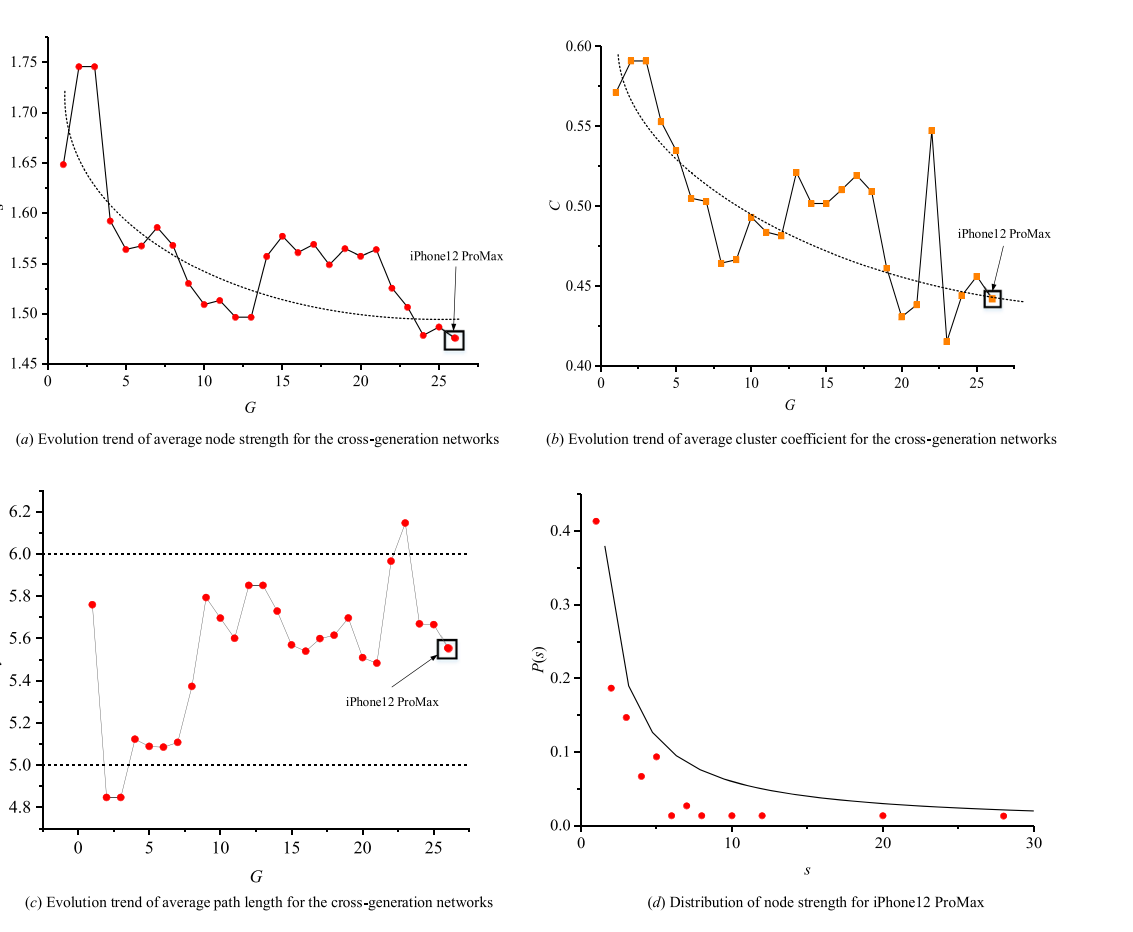 1.75
1.70
1.65
1.60
1.55
1.50
1.45
0 5 10 15 20 25
G
iPhone12 ProMax
(a) Evolution trend of average node strength for the cross-generation networks
0.60
0.55
0.50
0.45
0.40
C
0 5 10 15 20 25
G
iPhone12 ProMax
(b) Evolution trend of average cluster coefficient for the cross-generation networks
6.2
6.0
5.8
5.6
5.4
5.2
5.0
4.8
0 5 10 15 20 25
G
iPhone12 ProMax
(c) Evolution trend of average path length for the cross-generation networks
0.4
0.3
0.2
0.1
0.0
P(s)
0 10 20 30
s
(d) Distribution of node strength for iPhone12 ProMax